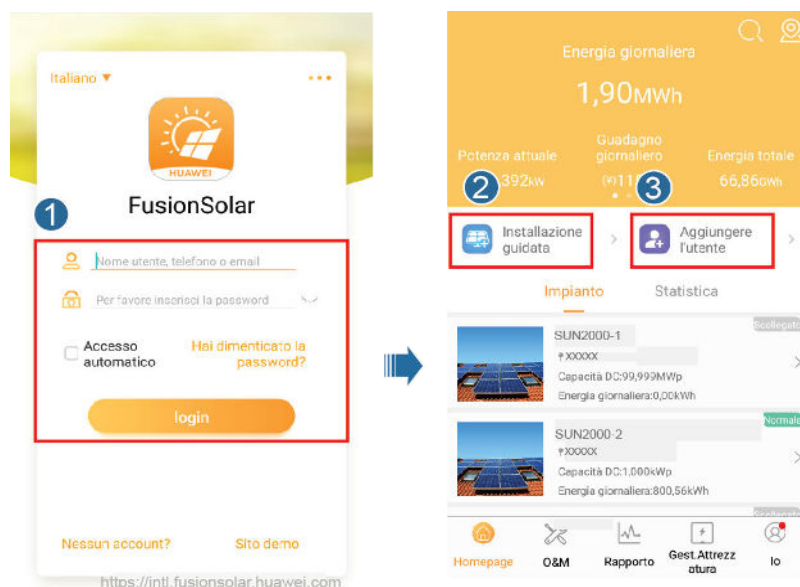 Italiano ▼
HUAWEI
FusionSolar
1
Nome utente, telefono o email
Per favore inserisci la password
Accesso
automatico
Hai dimenticato la
password?
login
Nessun account?
Sito demo
https://intl.fusionsolar.huawei.com
Energia giornaliera
1,90MWh
Potenza attuale
Guadagno
giornaliero
Energia totale
392kW
66,86GWh
2
3
Installazione
guidata
Aggiungere
l'utente
Impianto
Statistica
SUN2000-1
Scollegato
XXXXX
Capacità DC:99,999MWp
Energia giornaliera:0,00kWh
SUN2000-2
Normale
XXXXX
Capacità DC:1,000kWp
Energia giornaliera:800,56kWh
Homepage
O&M
Rapporto
Gest.Attrezz
atura
Io